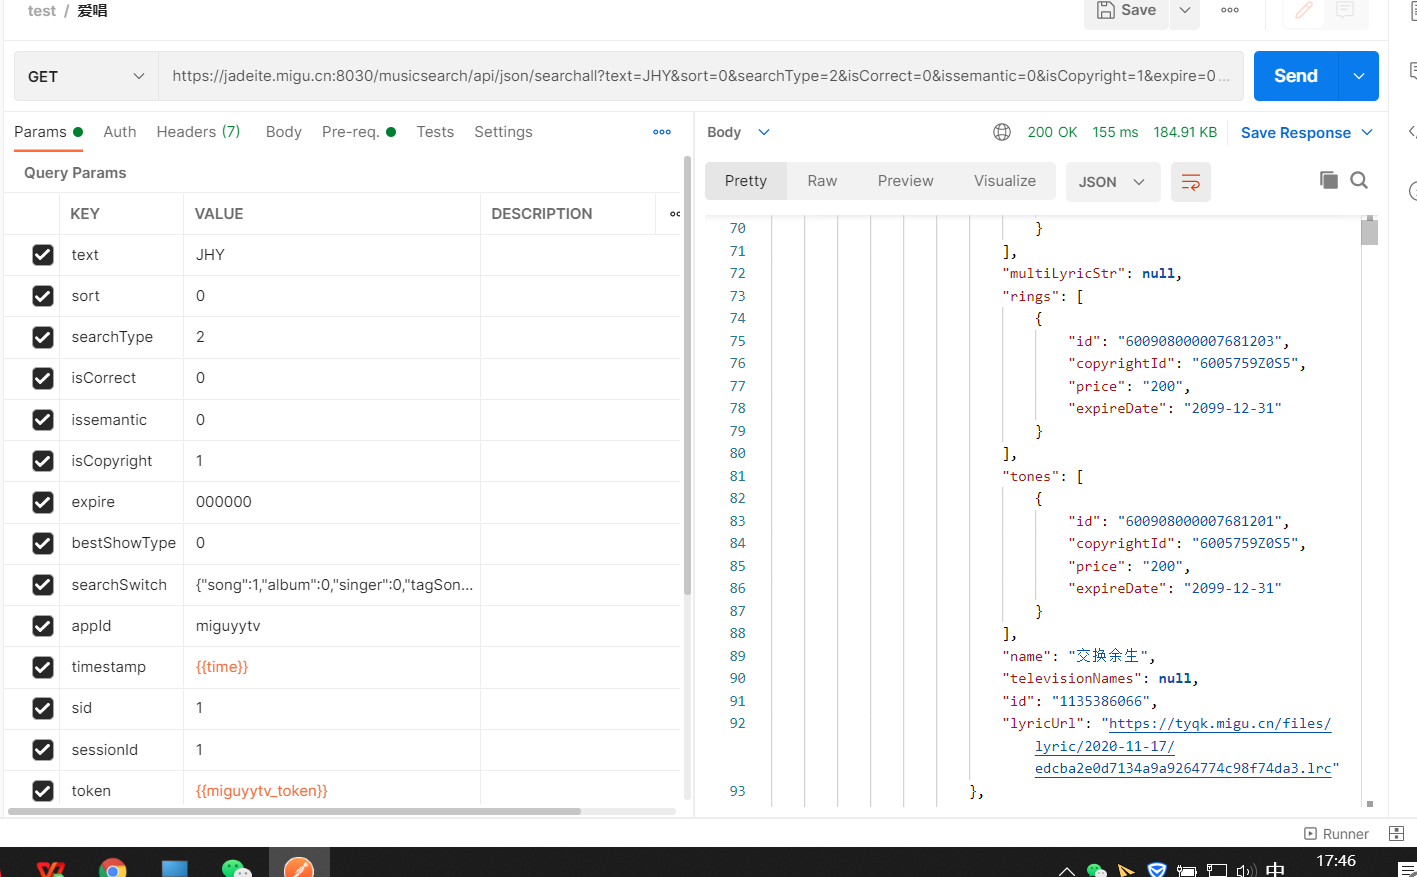 test / 爱唱
Save
GET
https://jadeite.migu.cn:8030/musicsearch/api/json/searchall?text=JHY&sort=0&searchType=2&isCorrect=0&issemantic=0&isCopyright=1&expire=0...
Send
Params
Auth
Headers (7)
Body
Pre-req.
Tests
Settings
Query Params
KEY VALUE DESCRIPTION
text JHY
sort 0
searchType 2
isCorrect 0
issemantic 0
isCopyright 1
expire 000000
bestShowType 0
searchSwitch {"song":1,"album":0,"singer":0,"tagSon...
appId miguyytv
timestamp {{time}}
sid 1
sessionId 1
token {{miguyytv_token}}
Body
200 OK 155 ms 184.91 KB Save Response
Pretty Raw Preview Visualize JSON
70 }
71 ],
72 "multiLyricStr": null,
73 "rings": [
74 {
75 "id": "600908000007681203",
76 "copyrightId": "6005759Z0S5",
77 "price": "200",
78 "expireDate": "2099-12-31"
79 }
80 ],
81 "tones": [
82 {
83 "id": "600908000007681201",
84 "copyrightId": "6005759Z0S5",
85 "price": "200",
86 "expireDate": "2099-12-31"
87 }
88 ],
89 "name": "交换余生",
90 "televisionNames": null,
91 "id": "1135386066",
92 "lyricUrl": "https://tyqk.migu.cn/files/
lyric/2020-11-17/
edcba2e0d7134a9a9264774c98f74da3.lrc"
93 },
Runner
中
17:46